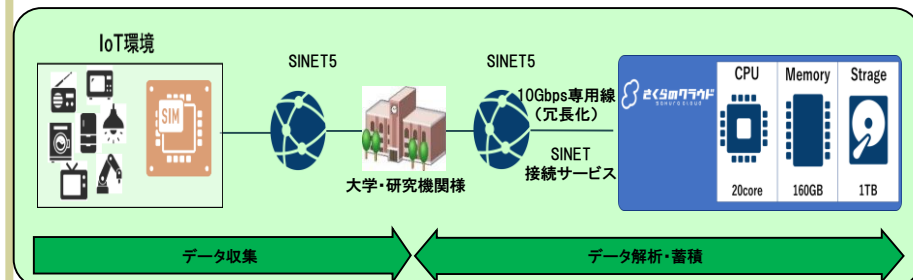 IoT環境
SIM
SINET5
大学・研究機関様
SINET5
10Gbps専用線
（冗長化）
SINET
接続サービス
さくらのクラウド
SAKURA CLOUD
CPU
20core
Memory
160GB
Strage
1TB
データ収集
データ解析・蓄積